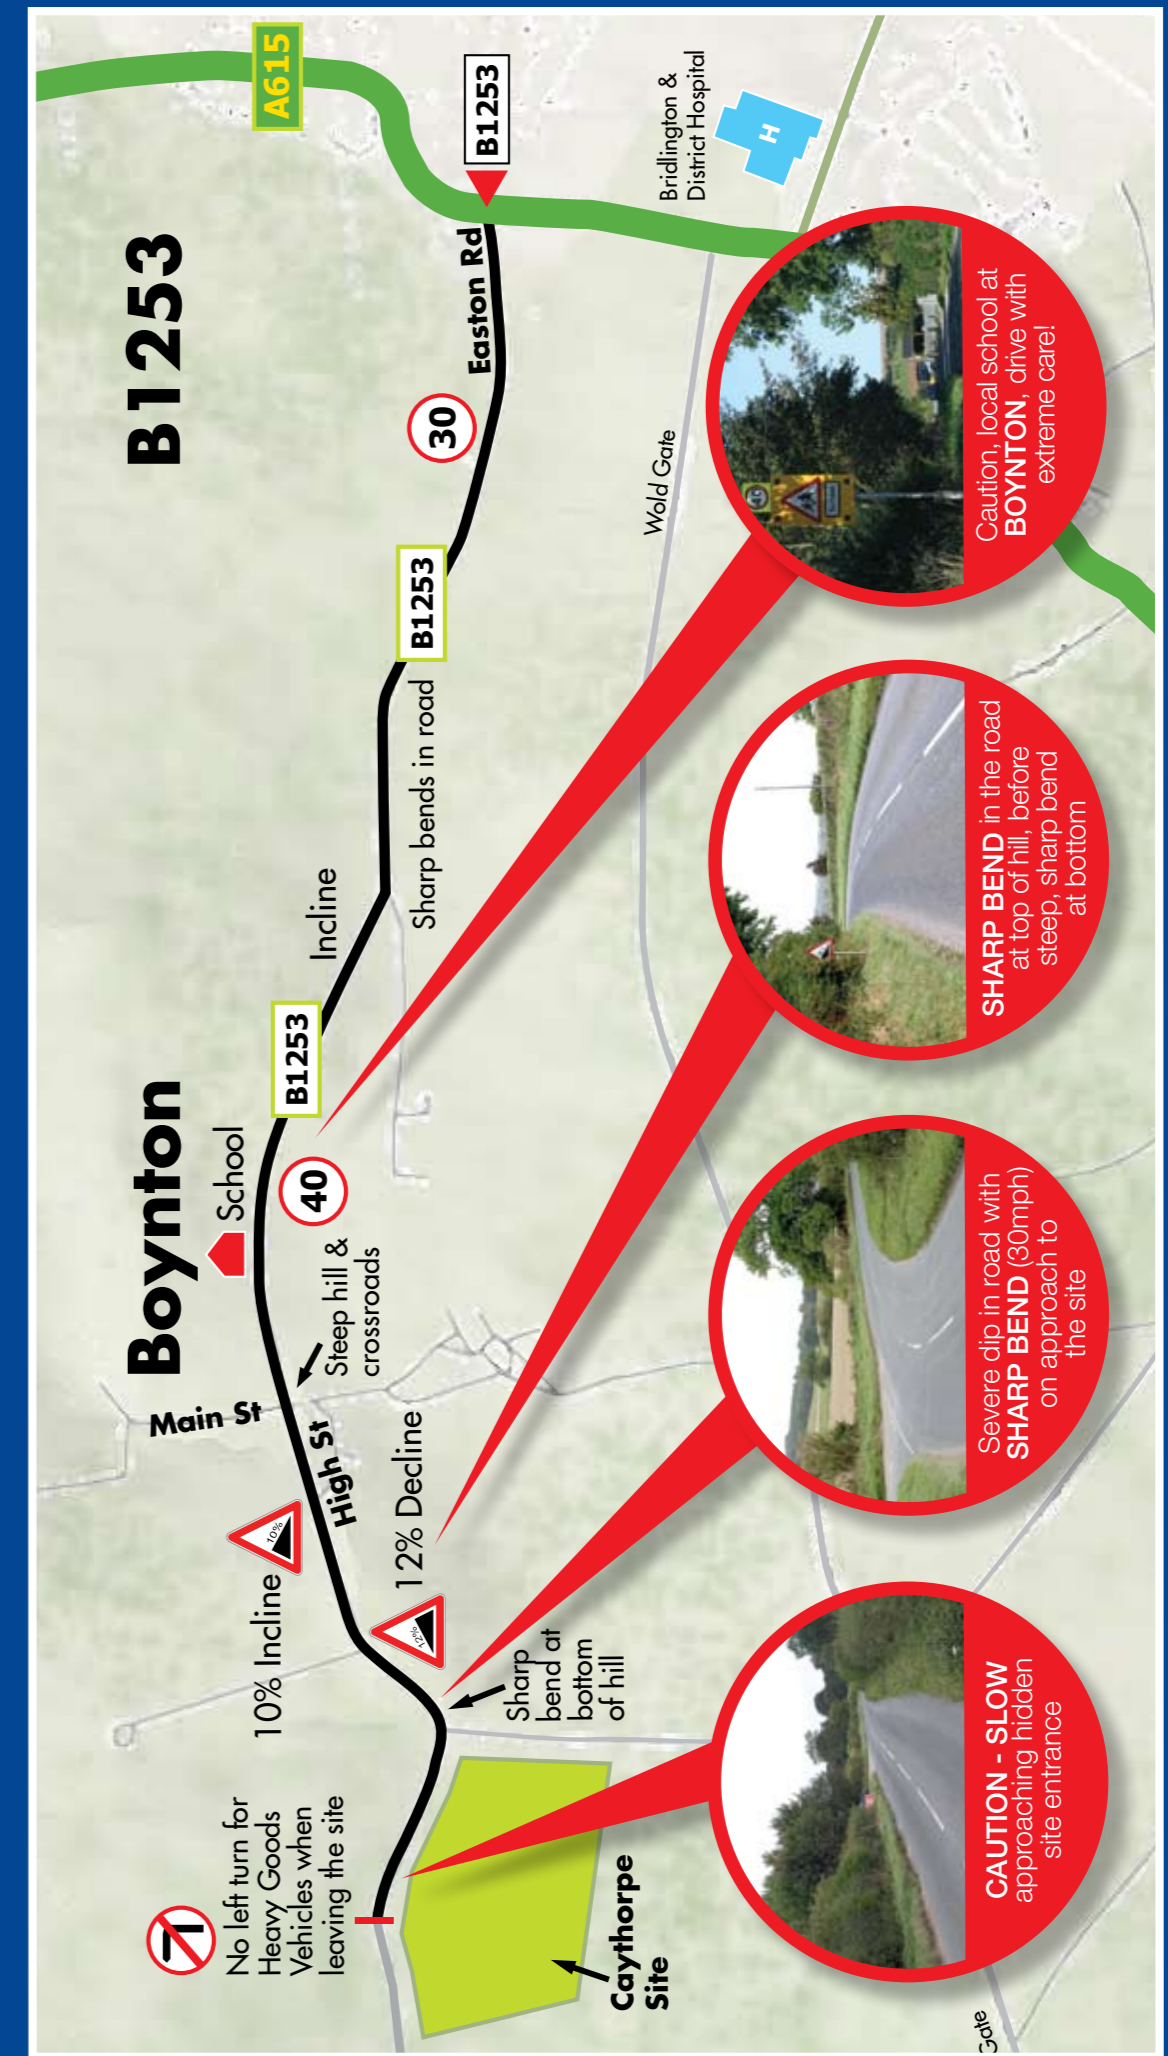 B1253
Boynton
A615
B1253
Easton Rd
30
B1253
Sharp bends in road
Incline
B1253
School
40
Steep hill &
crossroads
Main St
High St
10%
10% Incline
12% Decline
12%
Sharp
bend at
bottom
of hill
No left turn for
Heavy Goods
Vehicles when
leaving the site
Caythorpe
Site
Bridlington &
District Hospital
H
Wold Gate
Gate
CAUTION - SLOW
approaching hidden
site entrance
Severe dip in road with
SHARP BEND (30mph)
on approach to
the site
SHARP BEND in the road
at top of hill, before
steep, sharp bend
at bottom
Caution, local school at
BOYNTON, drive with
extreme care!